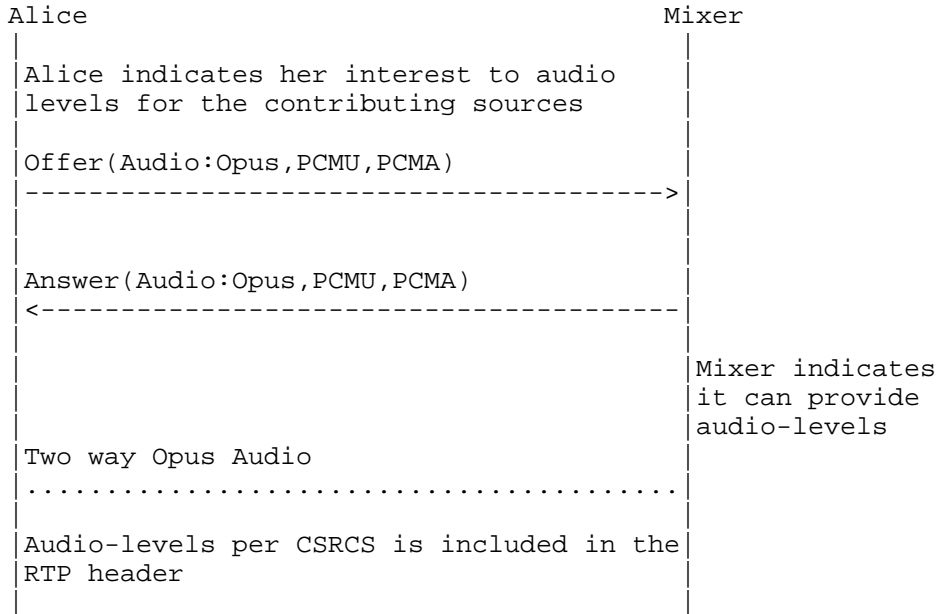 Alice Mixer
Alice indicates her interest to audio
levels for the contributing sources
Offer(Audio:Opus,PCMU,PCMA)
Answer(Audio:Opus,PCMU,PCMA)
Mixer indicates
it can provide
audio-levels
Two way Opus Audio
Audio-levels per CSRCS is included in the
RTP header